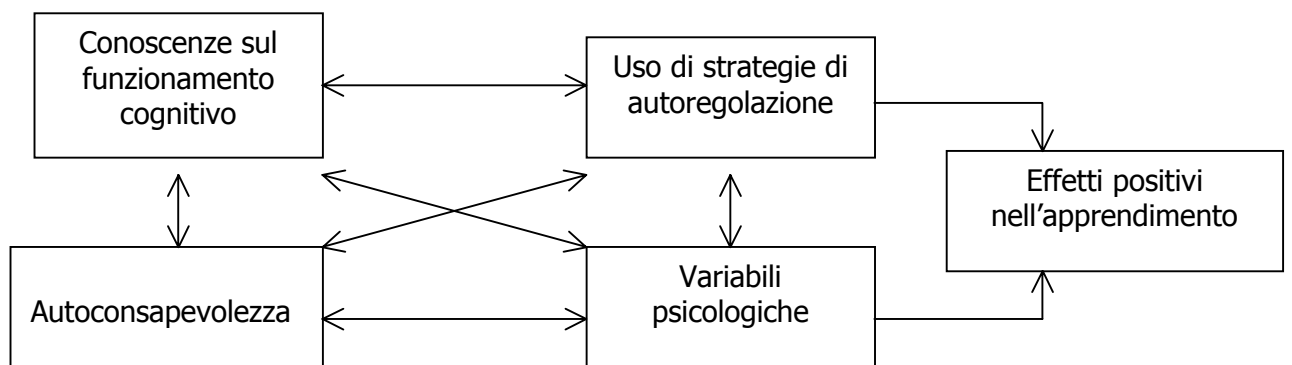 Conoscenze sul
funzionamento
cognitivo
Uso di strategie di
autoregolazione
Effetti positivi
nell’apprendimento
Autoconsapevolezza
Variabili
psicologiche